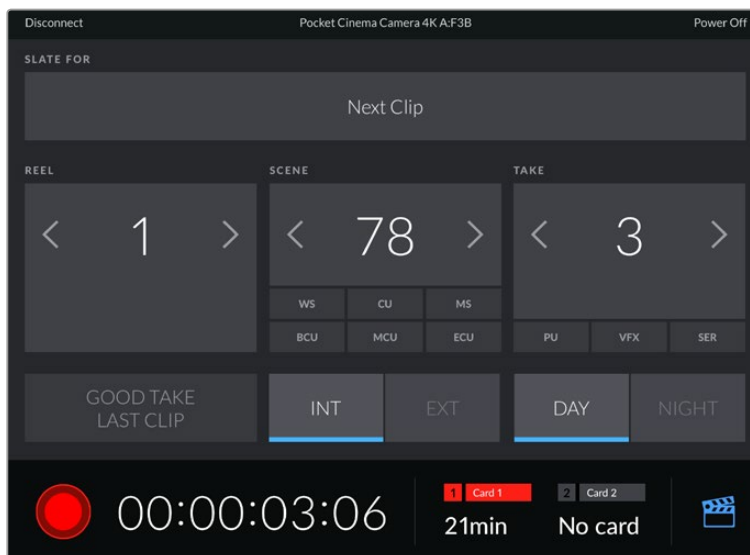 Disconnect Pocket Cinema Camera 4K A:F3B Power Off
SLATE FOR
Next Clip
REEL SCENE TAKE
1 78 3
WS CU MS
BCU MCU ECU PU VFX SER
GOOD TAKE
LAST CLIP
INT EXT DAY NIGHT
00:00:03:06
1 Card 1 2 Card 2
21min No card